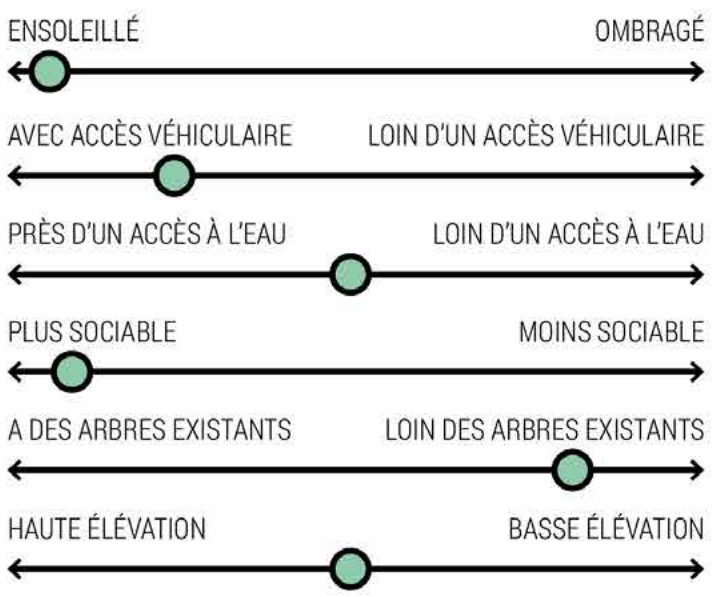 ENSOLEILLÉ OMBRAGÉ
AVEC ACCÈS VÉHICULAIRE LOIN D'UN ACCÈS VÉHICULAIRE
PRÈS D'UN ACCÈS À L'EAU LOIN D'UN ACCÈS À L'EAU
PLUS SOCIABLE MOINS SOCIABLE
A DES ARBRES EXISTANTS LOIN DES ARBRES EXISTANTS
HAUTE ÉLÉVATION BASSE ÉLÉVATION